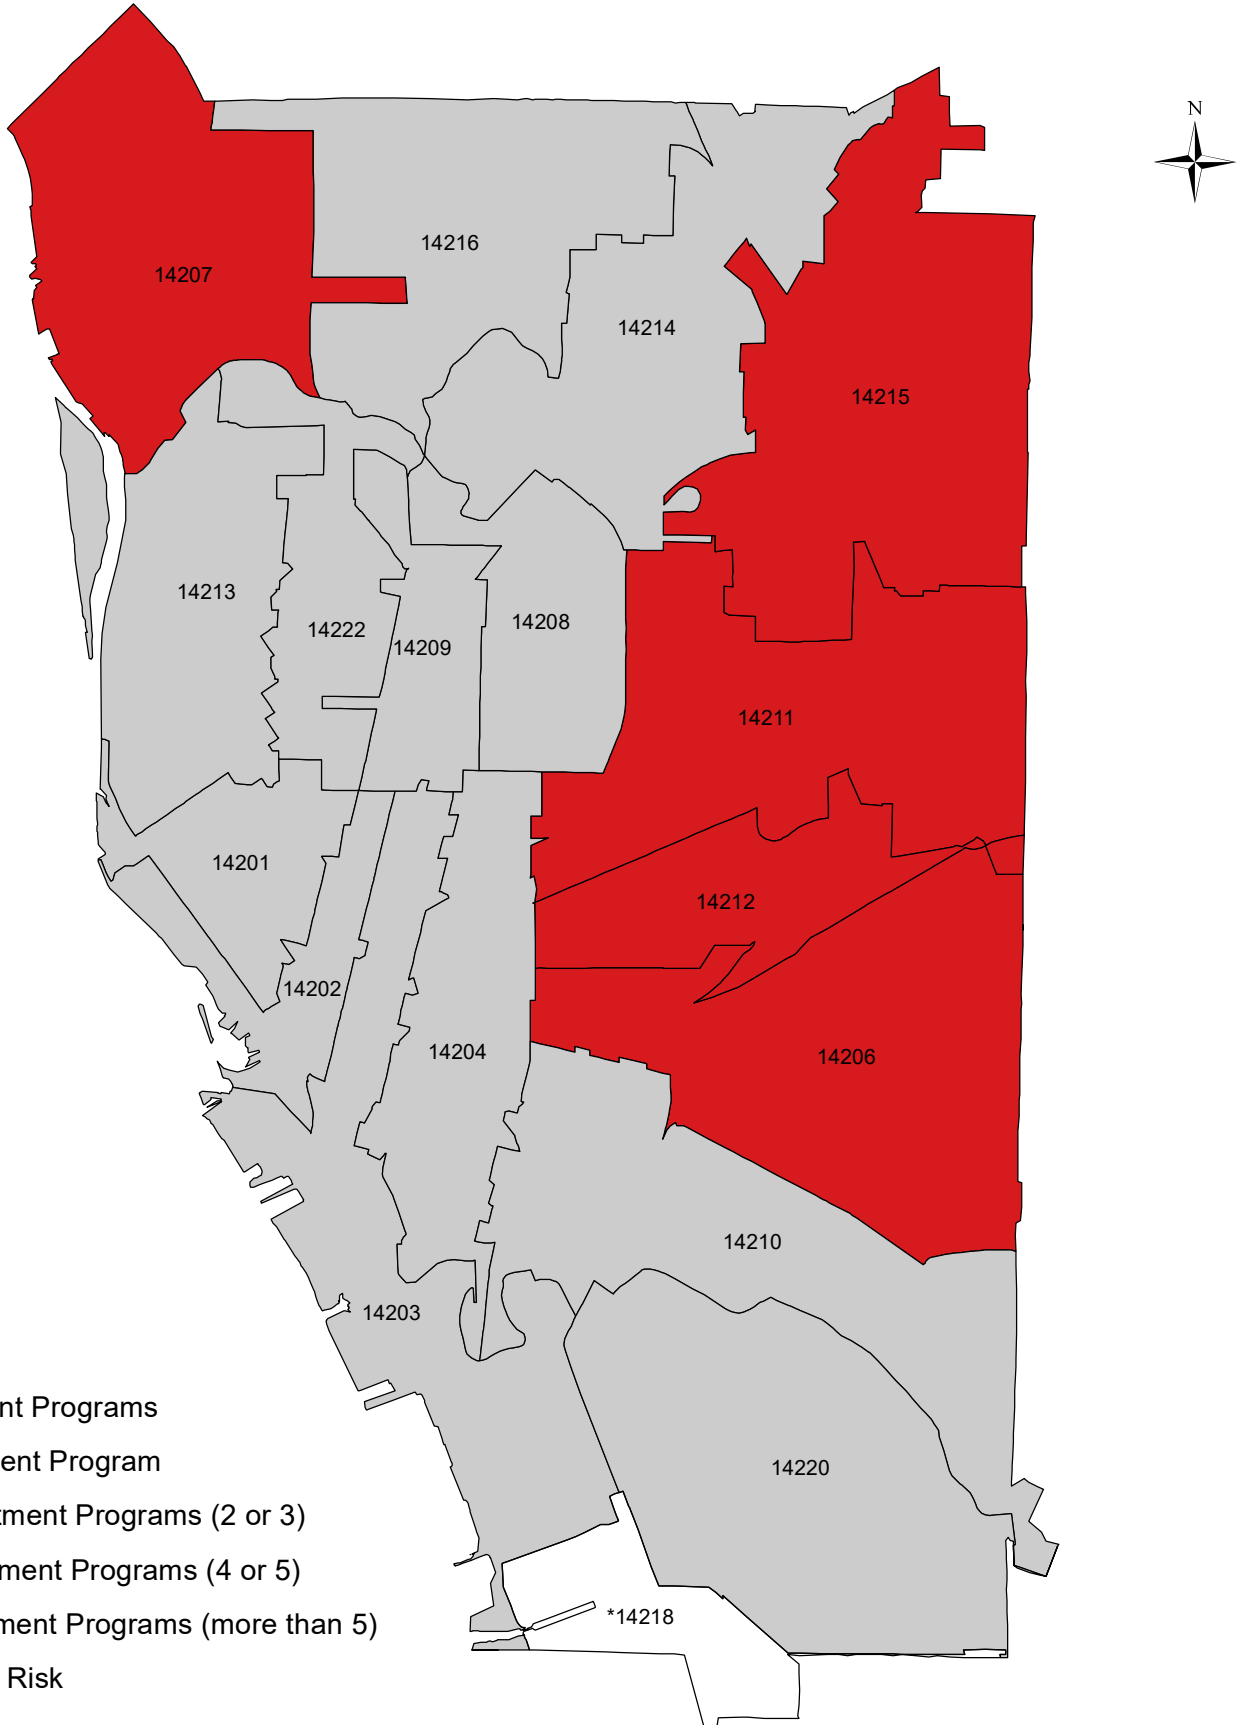 N
14216
14207
14214
14215
14213
14208
14222
14209
14211
14201
14212
14202
14204
14206
14210
14203
nt Programs
ent Program
14220
tment Programs (2 or 3)
ment Programs (4 or 5)
*14218
ment Programs (more than 5)
Risk